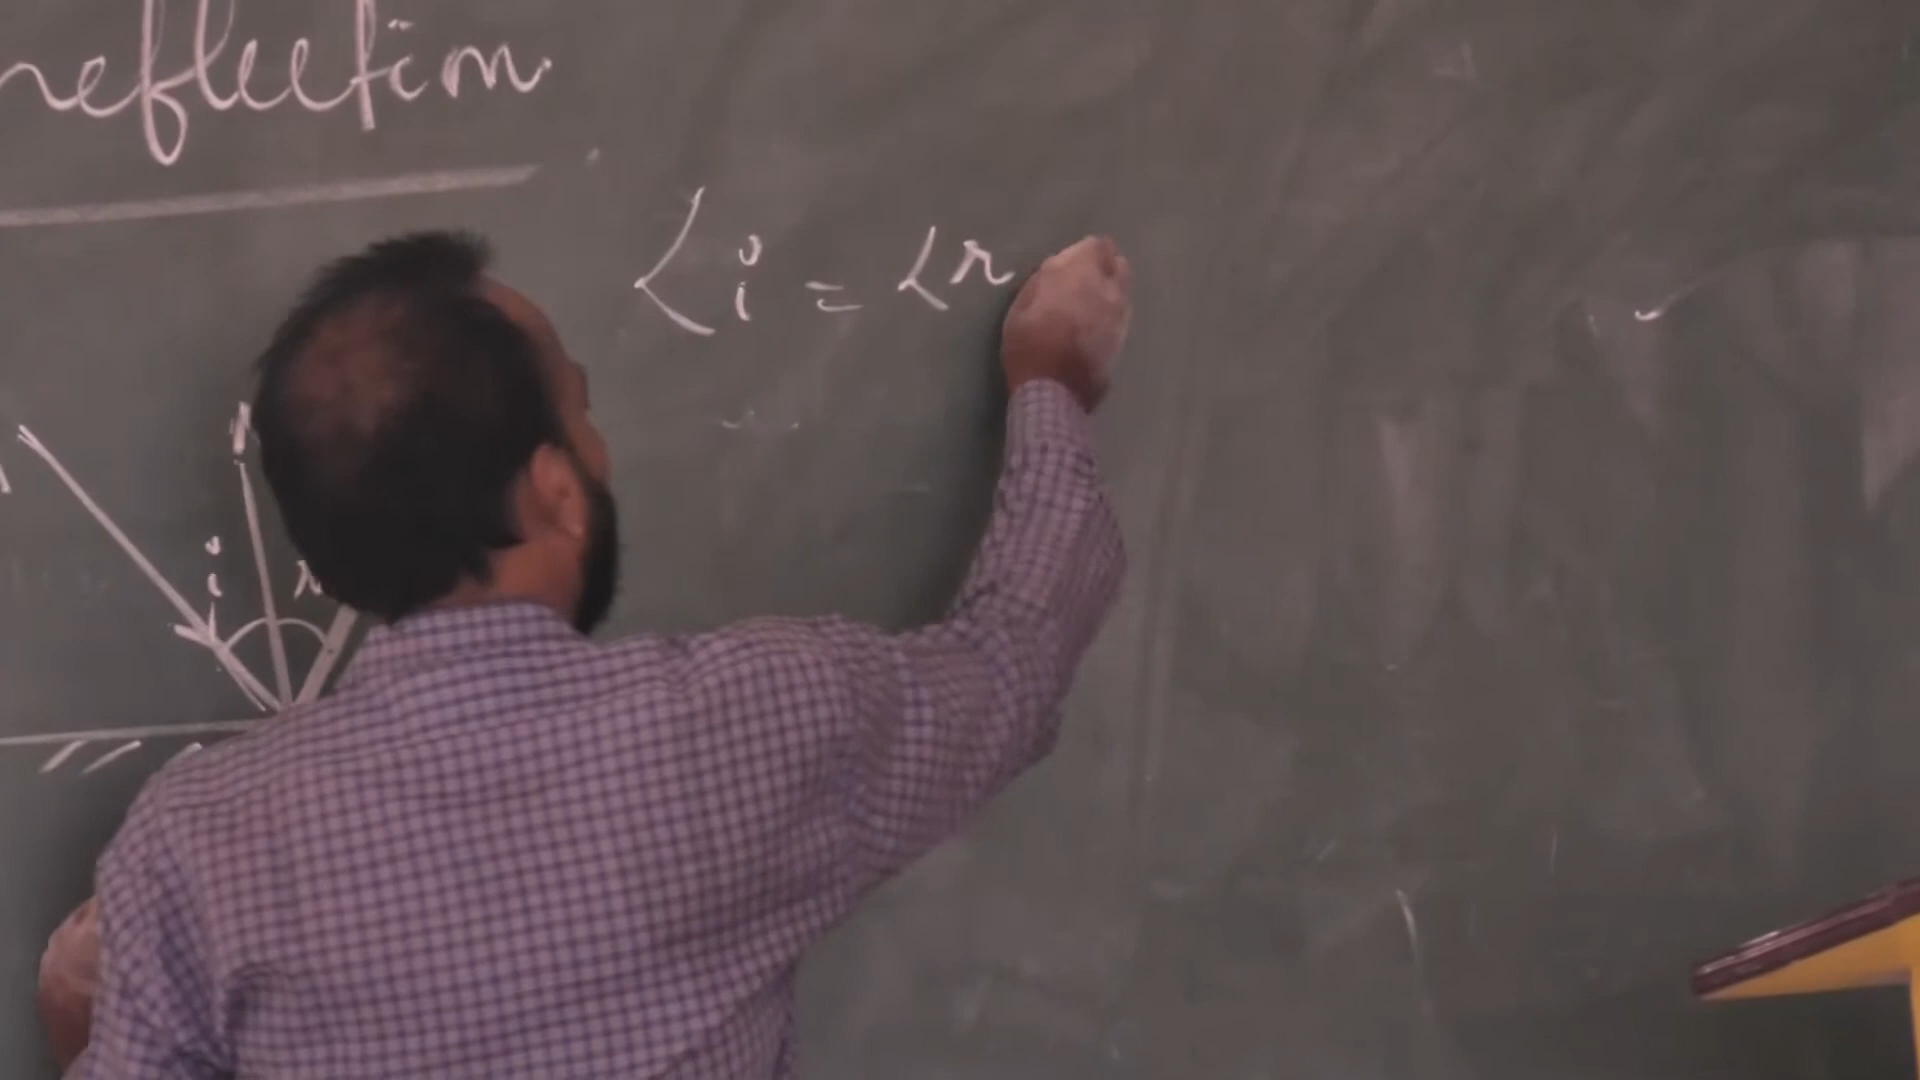 reflection
∠i = ∠r
N
i r